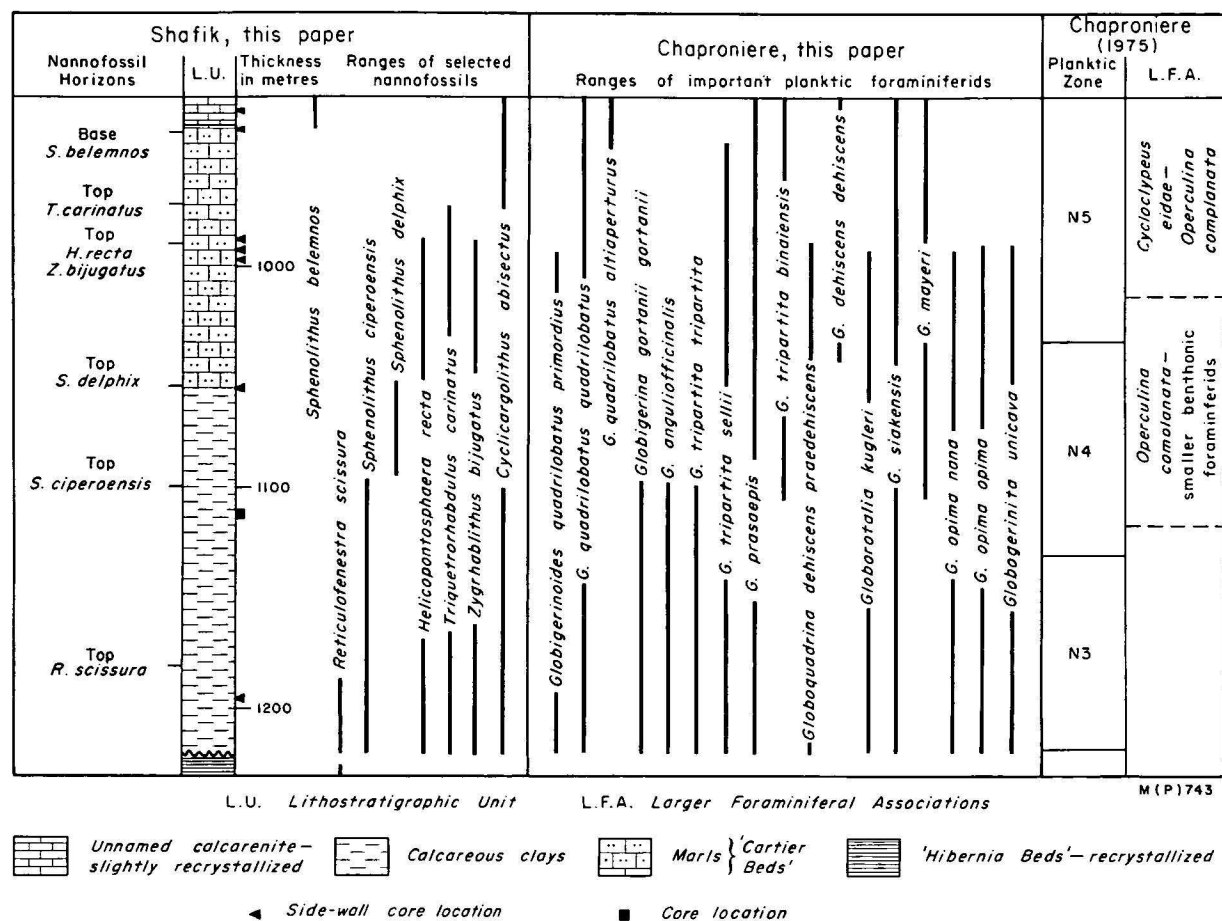 Shafik, this paper
Nannofossil Horizons
L.U.
Thickness in metres
Ranges of selected nannofossils
Base
S. belemnos
Top
T. carinatus
Top
H. recta
Z. bijugatus
Top
S. delphix
Top
S. ciperoensis
Top
R. scissura
1000
1100
1200
Sphenolithus belemnos
Reticulofenestra scissura
Sphenolithus ciperoensis
Sphenolithus delphix
Helicopontosphaera recta
Triquetrorhabdulus carinatus
Zygrhablithus bijugatus
Cyclicargolithus abisectus
Chaproniere, this paper
Ranges of important planktic foraminiferids
Globigerinoides quadrilobatus primordius
G. quadrilobatus quadrilobatus
G. quadrilobatus altiaperturus
Globigerina gortanii gortanii
G. anguliofficinalis
G. tripartita tripartita
G. tripartita sellii
G. prasaepis
G. tripartita binaiensis
Globoquadrina dehiscens praedehiscens
G. dehiscens dehiscens
Globorotalia kugleri
G. siakensis
G. mayeri
G. opima nana
G. opima opima
Globogerinita unicava
Chaproniere
(1975)
Planktic Zone
L.F.A.
N5
N4
N3
Cycloclypeus
eidae–
Operculina
complanata
Operculina
comolanata–
smaller benthonic
foraminiferids
M(P)743
L.U. Lithostratigraphic Unit
L.F.A. Larger Foraminiferal Associations
Unnamed calcarenite–
slightly recrystallized
Calcareous clays
Marls } 'Cartier
Beds'
'Hibernia Beds'–recrystallized
Side-wall core location
Core location